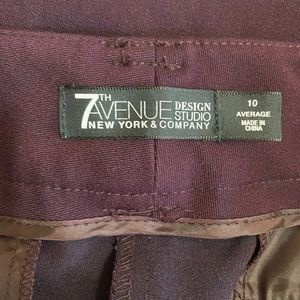 7TH AVENUE DESIGN STUDIO
NEW YORK & COMPANY
10
AVERAGE
MADE IN
CHINA